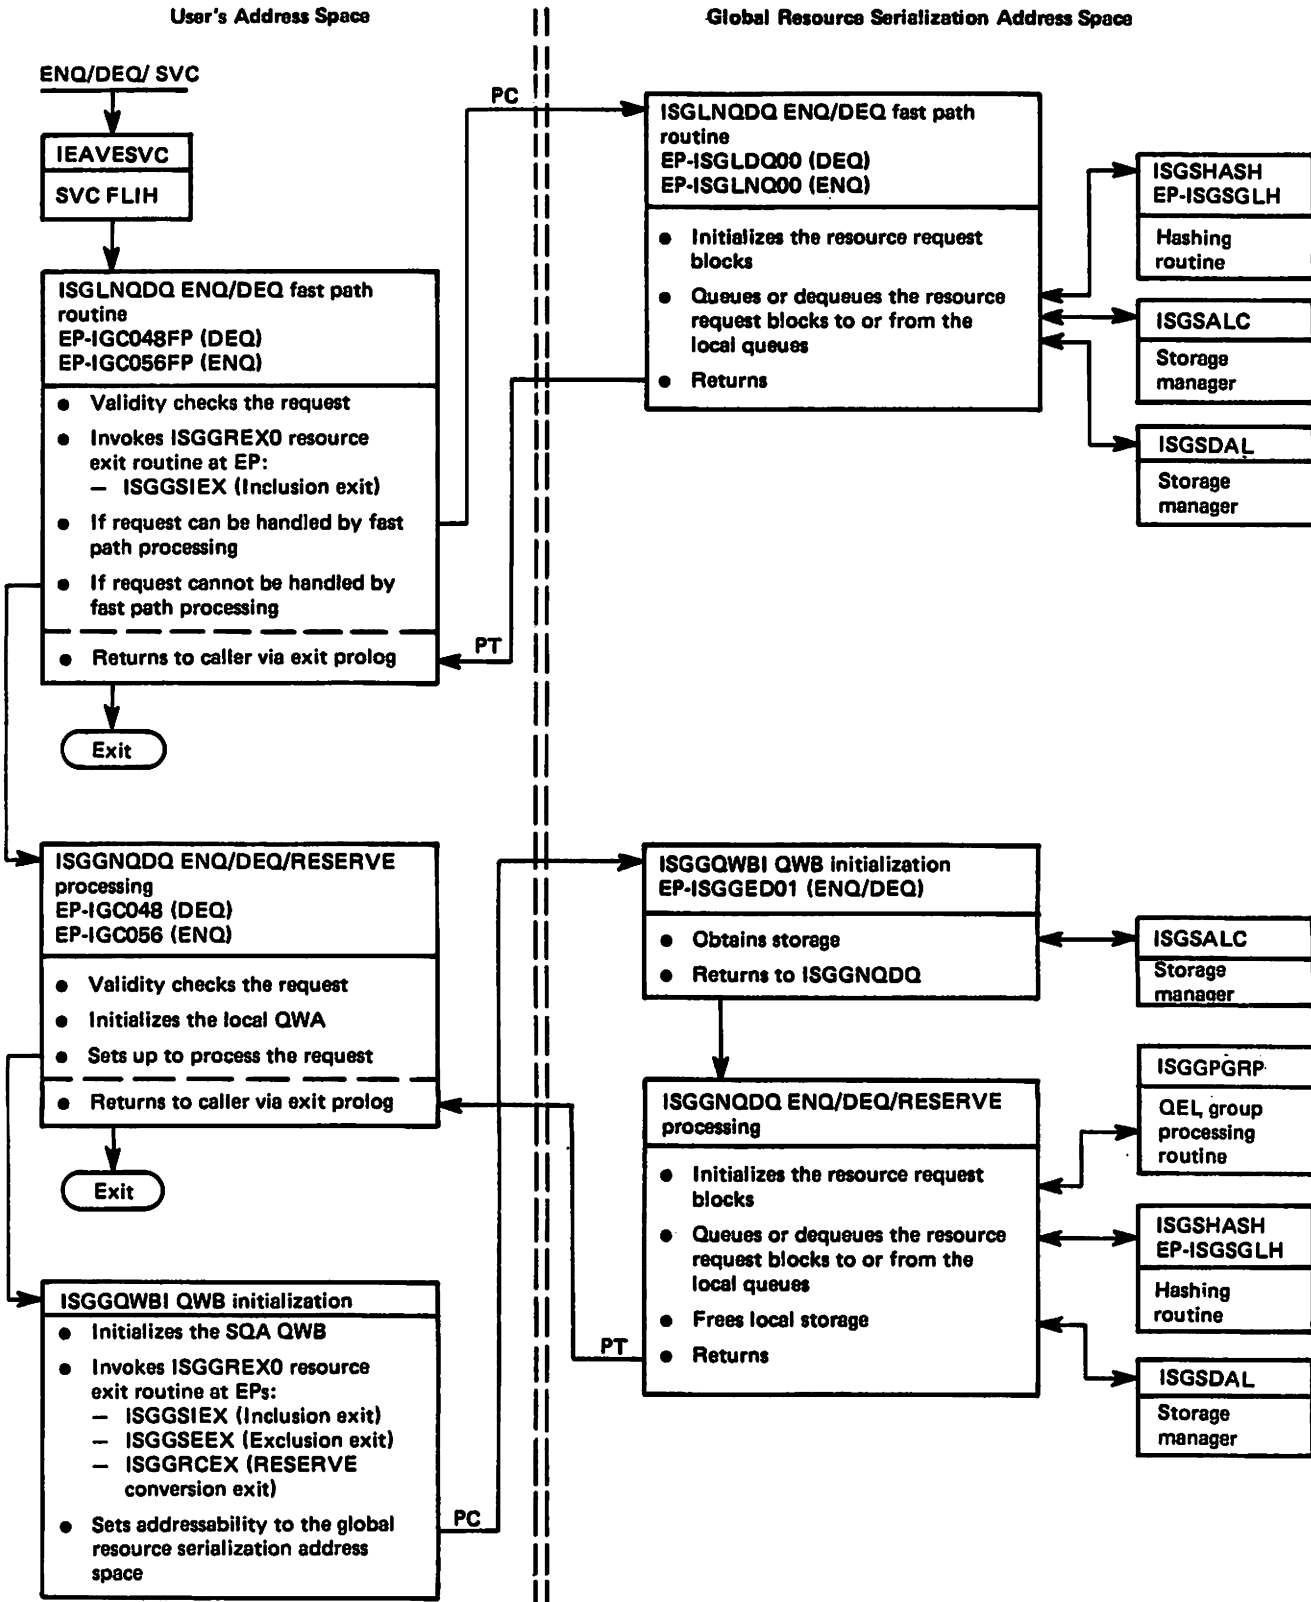 User's Address Space
Global Resource Serialization Address Space
ENQ/DEQ/ SVC
IEAVESVC
SVC FLIH
ISGLNQDQ ENQ/DEQ fast path
routine
EP-IGC048FP (DEQ)
EP-IGC056FP (ENQ)
● Validity checks the request
● Invokes ISGGREX0 resource
exit routine at EP:
— ISGGSIEX (Inclusion exit)
● If request can be handled by fast
path processing
● If request cannot be handled by
fast path processing
● Returns to caller via exit prolog
Exit
PC
PT
ISGLNQDQ ENQ/DEQ fast path
routine
EP-ISGLDQ00 (DEQ)
EP-ISGLNQ00 (ENQ)
● Initializes the resource request
blocks
● Queues or dequeues the resource
request blocks to or from the
local queues
● Returns
ISGSHASH
EP-ISGSGLH
Hashing
routine
ISGSALC
Storage
manager
ISGSDAL
Storage
manager
ISGGNQDQ ENQ/DEQ/RESERVE
processing
EP-IGC048 (DEQ)
EP-IGC056 (ENQ)
● Validity checks the request
● Initializes the local QWA
● Sets up to process the request
● Returns to caller via exit prolog
Exit
ISGGQWBI QWB initialization
● Initializes the SQA QWB
● Invokes ISGGREX0 resource
exit routine at EPs:
— ISGGSIEX (Inclusion exit)
— ISGGSEEX (Exclusion exit)
— ISGGRCEX (RESERVE
conversion exit)
● Sets addressability to the global
resource serialization address
space
PC
PT
ISGGQWBI QWB initialization
EP-ISGGED01 (ENQ/DEQ)
● Obtains storage
● Returns to ISGGNQDQ
ISGSALC
Storage
manager
ISGGNQDQ ENQ/DEQ/RESERVE
processing
● Initializes the resource request
blocks
● Queues or dequeues the resource
request blocks to or from the
local queues
● Frees local storage
● Returns
ISGGPGRP
QEL group
processing
routine
ISGSHASH
EP-ISGSGLH
Hashing
routine
ISGSDAL
Storage
manager